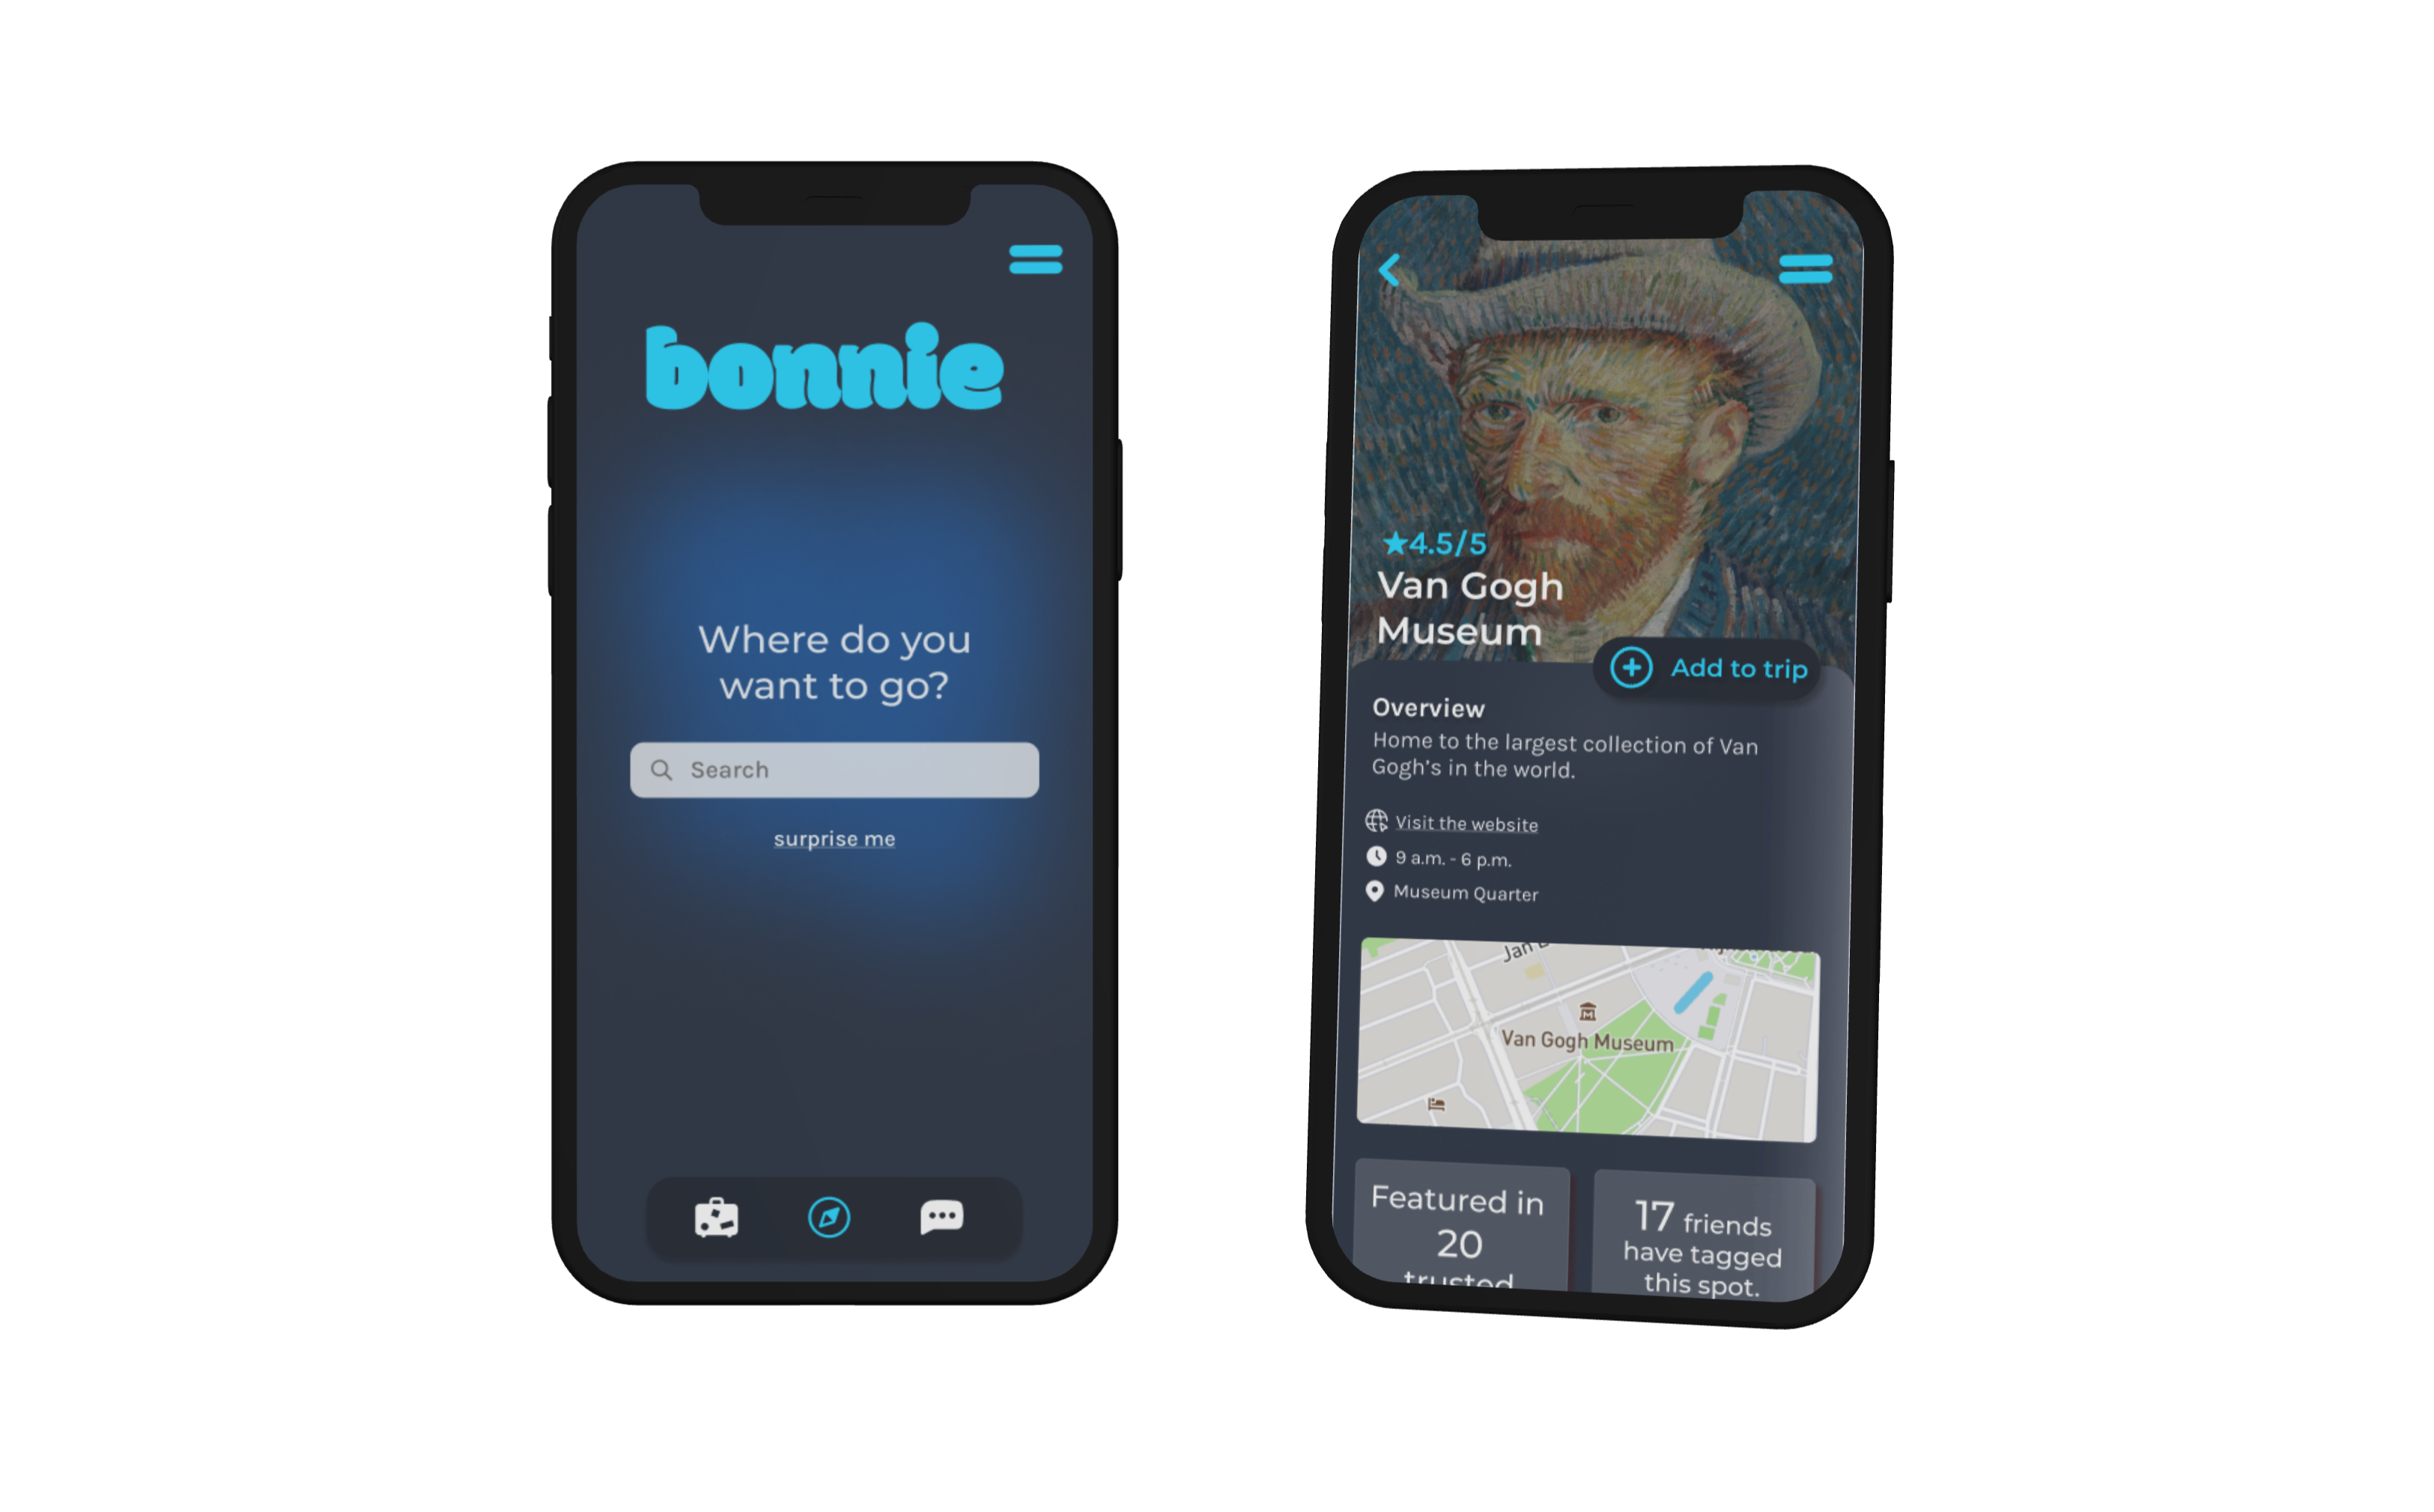 bonnie
Where do you
want to go?
Search
surprise me
★4.5/5
Van Gogh
Museum
Add to trip
Overview
Home to the largest collection of Van
Gogh's in the world.
Visit the website
9 a.m. - 6 p.m.
Museum Quarter
Jan
Van Gogh Museum
Featured in
20
trusted
17 friends
have tagged
this spot.